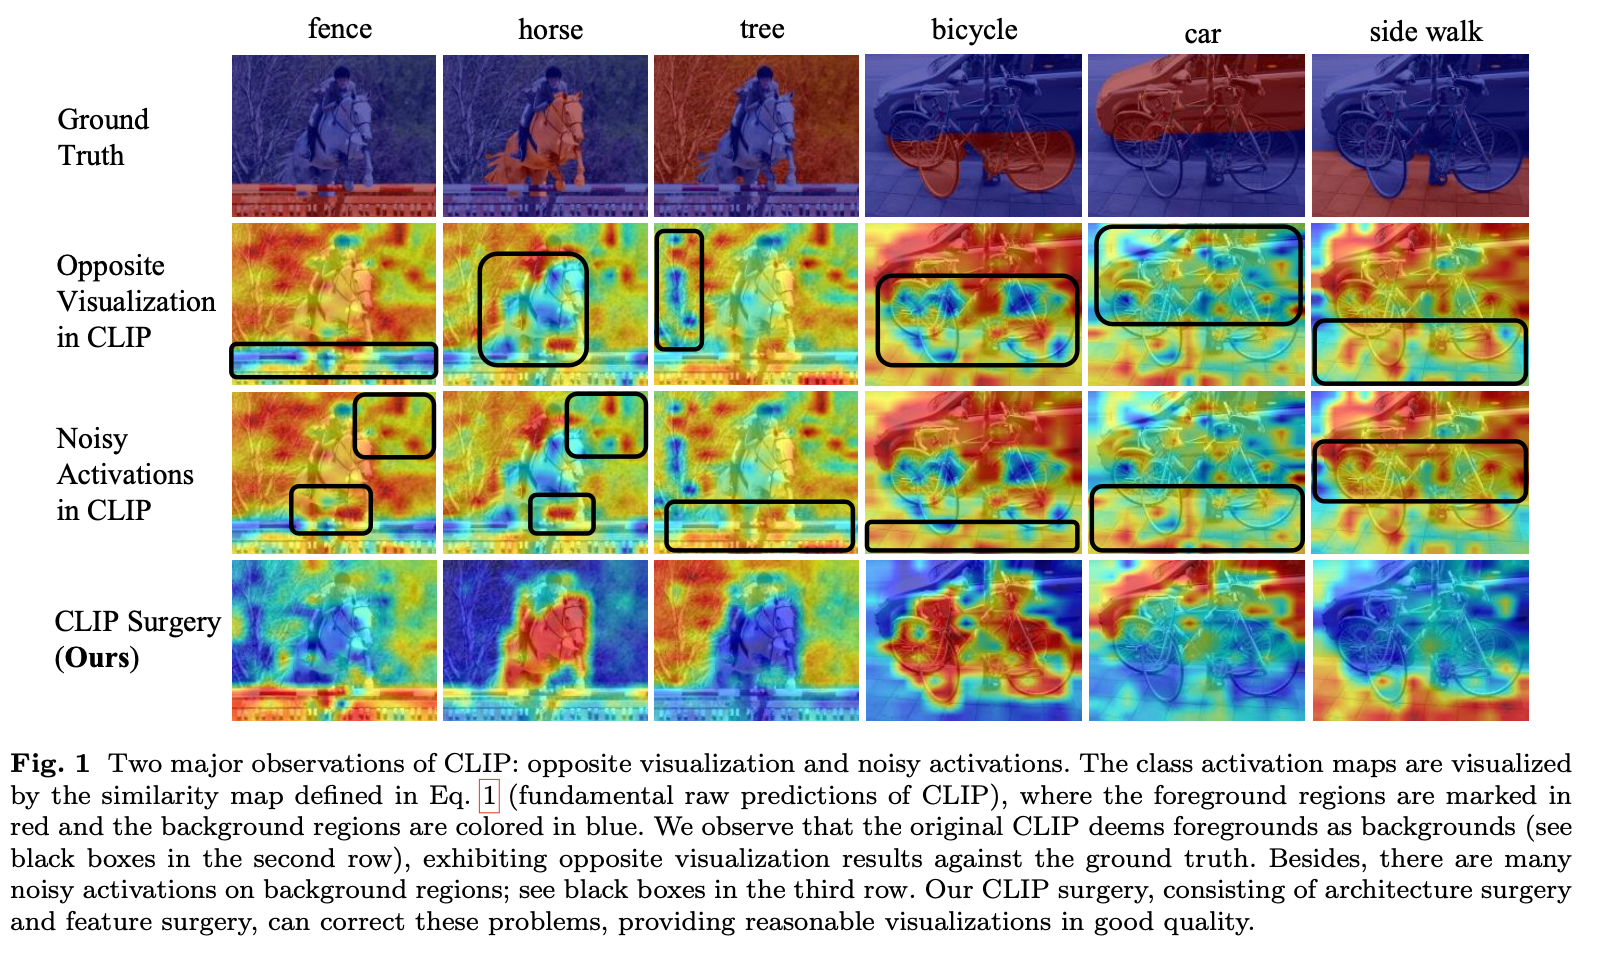 fence horse tree bicycle car side walk
Ground
Truth
Opposite
Visualization
in CLIP
Noisy
Activations
in CLIP
CLIP Surgery
(Ours)
Fig. 1 Two major observations of CLIP: opposite visualization and noisy activations. The class activation maps are visualized
by the similarity map defined in Eq. 1 (fundamental raw predictions of CLIP), where the foreground regions are marked in
red and the background regions are colored in blue. We observe that the original CLIP deems foregrounds as backgrounds (see
black boxes in the second row), exhibiting opposite visualization results against the ground truth. Besides, there are many
noisy activations on background regions; see black boxes in the third row. Our CLIP surgery, consisting of architecture surgery
and feature surgery, can correct these problems, providing reasonable visualizations in good quality.